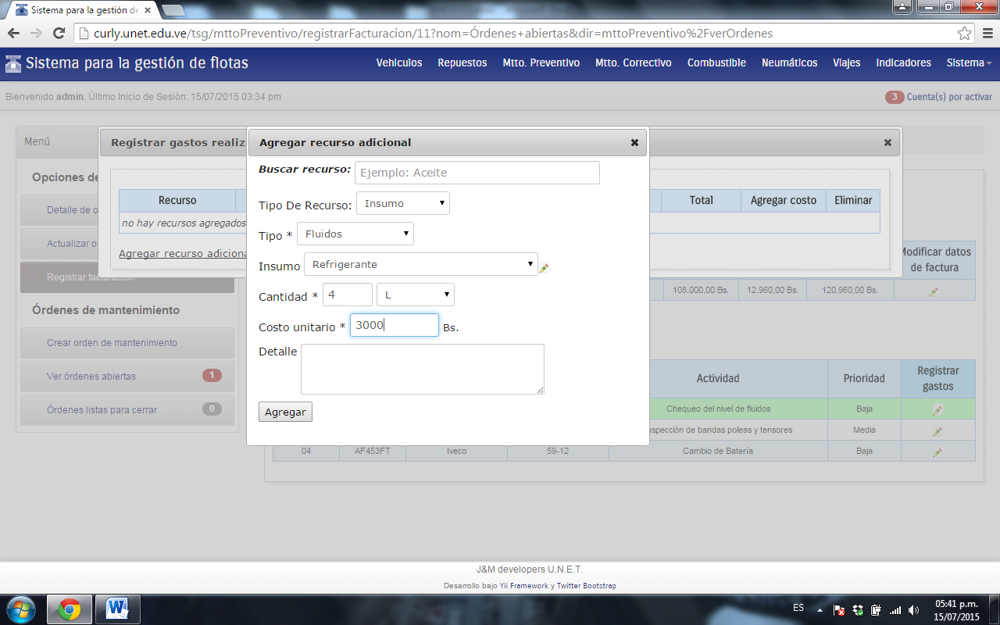 Sistema para la gestión de
curly.unet.edu.ve/tsg/mttoPreventivo/registrarFacturacion/11?nom=Órdenes+abiertas&dir=mttoPreventivo%2FverOrdenes
Sistema para la gestión de flotas
Vehiculos Repuestos Mtto. Preventivo Mtto. Correctivo Combustible Neumáticos Viajes Indicadores Sistema
Bienvenido admin. Último Inicio de Sesión: 15/07/2015 03:34 pm
3 Cuenta(s) por activar
Menú
Opciones de
Detalle de o
Actualizar o
Registrar facturación
Órdenes de mantenimiento
Crear orden de mantenimiento
Ver órdenes abiertas 1
Órdenes listas para cerrar 0
Registrar gastos realiz
Recurso Total Agregar costo Eliminar
no hay recursos agregados
Agregar recurso adiciona
Agregar recurso adicional
Buscar recurso: Ejemplo: Aceite
Tipo De Recurso: Insumo
Tipo * Fluidos
Insumo Refrigerante
Cantidad * 4 L
Costo unitario * 3000 Bs.
Detalle
Agregar
Modificar datos
de factura
108.000,00 Bs. 12.960,00 Bs. 120.960,00 Bs.
Actividad Prioridad Registrar
gastos
Chequeo del nivel de fluidos Baja
spección de bandas poleas y tensores Media
04 AF453FT Iveco 59-12 Cambio de Batería Baja
J&M developers U.N.E.T.
Desarrollo bajo Yii Framework y Twitter Bootstrap
ES
05:41 p.m.
15/07/2015